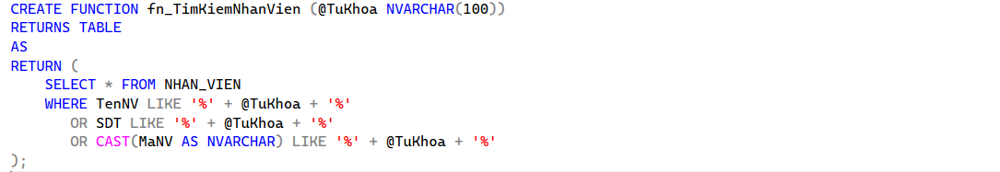 CREATE FUNCTION fn_TimKiemNhanVien (@TuKhoa NVARCHAR(100))
RETURNS TABLE
AS
RETURN (
    SELECT * FROM NHAN_VIEN
    WHERE TenNV LIKE '%' + @TuKhoa + '%'
       OR SDT LIKE '%' + @TuKhoa + '%'
       OR CAST(MaNV AS NVARCHAR) LIKE '%' + @TuKhoa + '%'
);